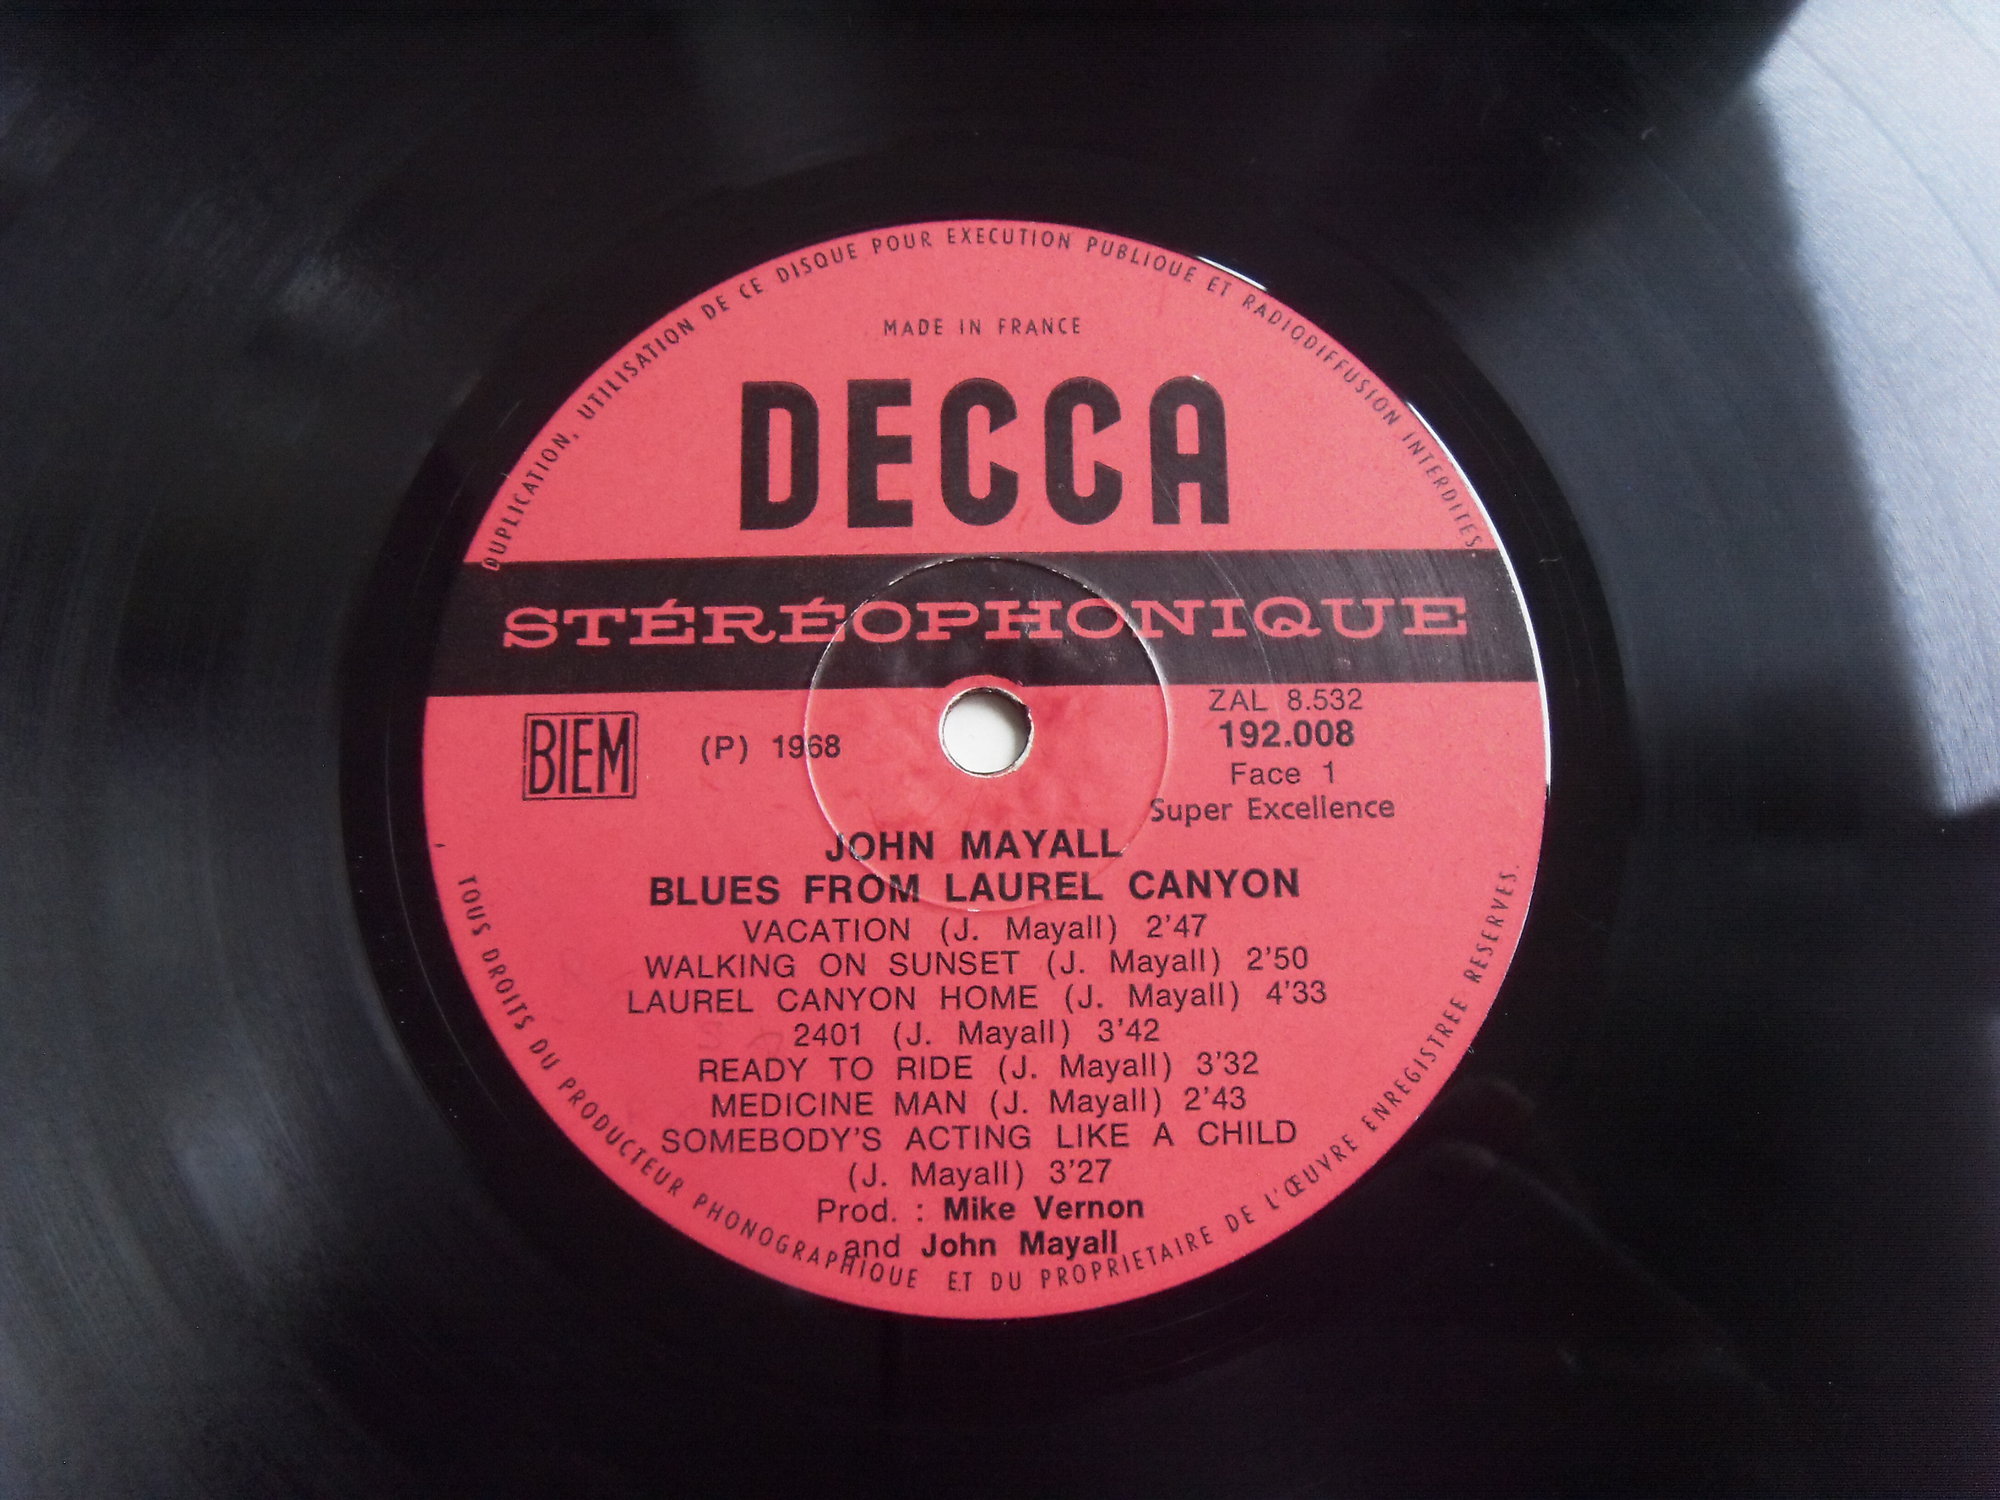 DUPLICATION, UTILISATION DE CE DISQUE POUR EXECUTION PUBLIQUE ET RADIODIFFUSION INTERDITES.
MADE IN FRANCE
DECCA
STÉRÉOPHONIQUE
BIEM
(P) 1968
ZAL 8.532
192.008
Face 1
Super Excellence
JOHN MAYALL
BLUES FROM LAUREL CANYON
VACATION (J. Mayall) 2'47
WALKING ON SUNSET (J. Mayall) 2'50
LAUREL CANYON HOME (J. Mayall) 4'33
2401 (J. Mayall) 3'42
READY TO RIDE (J. Mayall) 3'32
MEDICINE MAN (J. Mayall) 2'43
SOMEBODY'S ACTING LIKE A CHILD
(J. Mayall) 3'27
Prod. : Mike Vernon
and John Mayall
TOUS DROITS DU PRODUCTEUR PHONOGRAPHIQUE ET DU PROPRIETAIRE DE L'ŒUVRE ENREGISTREE RESERVES.